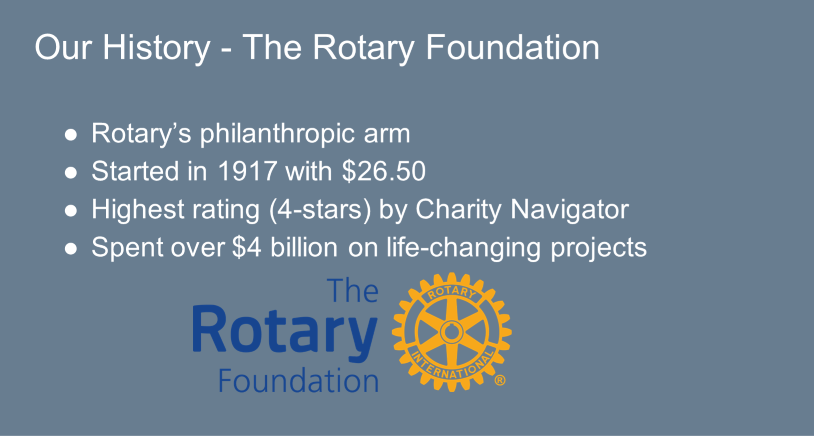 Our History - The Rotary Foundation
● Rotary’s philanthropic arm
● Started in 1917 with $26.50
● Highest rating (4-stars) by Charity Navigator
● Spent over $4 billion on life-changing projects
The
Rotary
Foundation
ROTARY
INTERNATIONAL
®